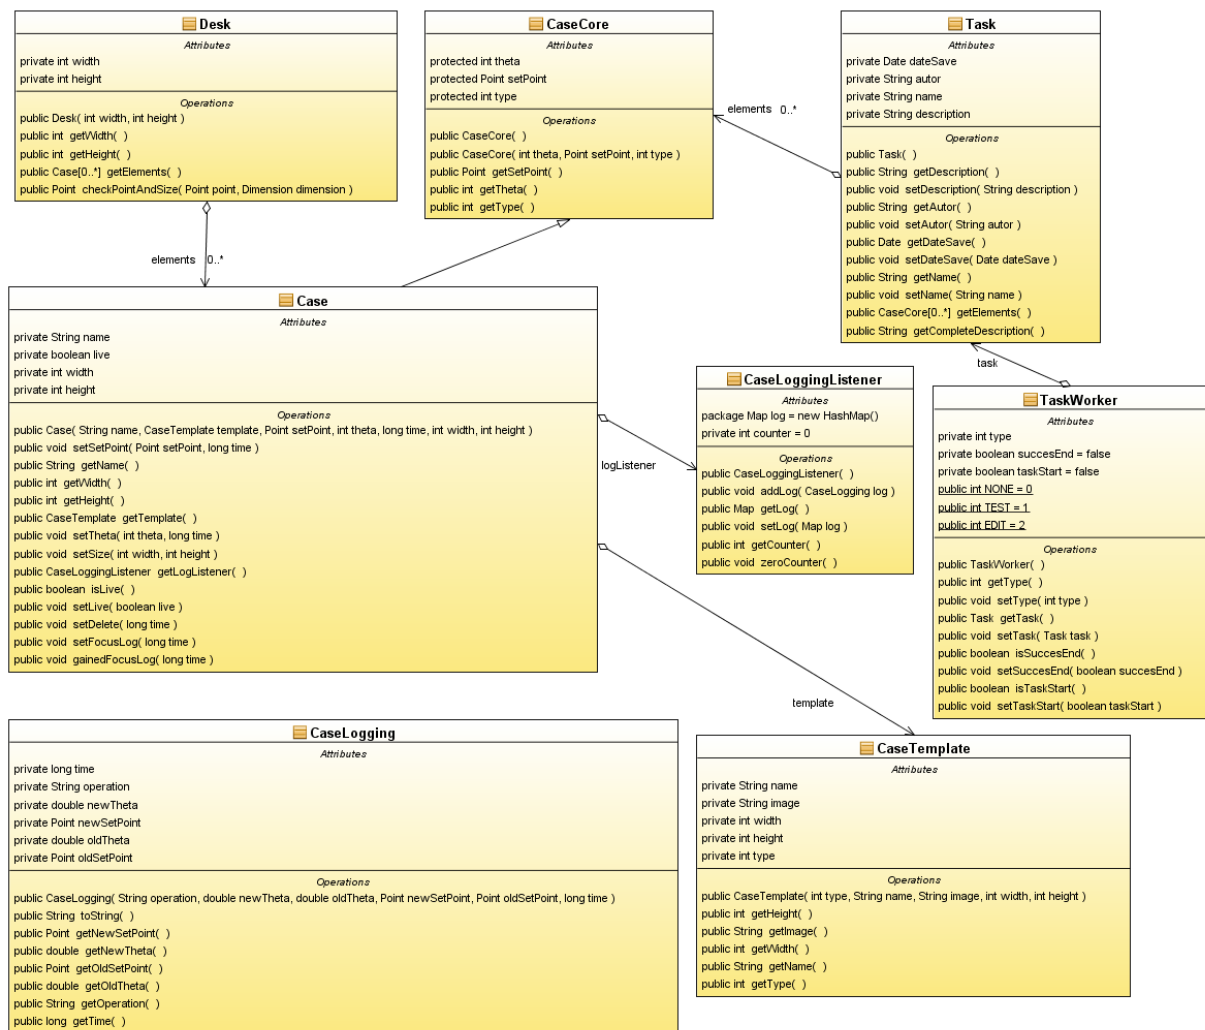 Desk
Attributes
private int width
private int height
Operations
public Desk( int width, int height )
public int getWidth( )
public int getHeight( )
public Case[0..*] getElements( )
public Point checkPointAndSize( Point point, Dimension dimension )
CaseCore
Attributes
protected int theta
protected Point setPoint
protected int type
Operations
public CaseCore( )
public CaseCore( int theta, Point setPoint, int type )
public Point getSetPoint( )
public int getTheta( )
public int getType( )
Task
Attributes
private Date dateSave
private String autor
private String name
private String description
Operations
public Task( )
public String getDescription( )
public void setDescription( String description )
public String getAutor( )
public void setAutor( String autor )
public Date getDateSave( )
public void setDateSave( Date dateSave )
public String getName( )
public void setName( String name )
public CaseCore[0..*] getElements( )
public String getCompleteDescription( )
elements 0..*
elements 0..*
Case
Attributes
private String name
private boolean live
private int width
private int height
Operations
public Case( String name, CaseTemplate template, Point setPoint, int theta, long time, int width, int height )
public void setSetPoint( Point setPoint, long time )
public String getName( )
public int getWidth( )
public int getHeight( )
public CaseTemplate getTemplate( )
public void setTheta( int theta, long time )
public void setSize( int width, int height )
public CaseLoggingListener getLogListener( )
public boolean isLive( )
public void setLive( boolean live )
public void setDelete( long time )
public void setFocusLog( long time )
public void gainedFocusLog( long time )
logListener
CaseLoggingListener
Attributes
package Map log = new HashMap()
private int counter = 0
Operations
public CaseLoggingListener( )
public void addLog( CaseLogging log )
public Map getLog( )
public void setLog( Map log )
public int getCounter( )
public void zeroCounter( )
task
TaskWorker
Attributes
private int type
private boolean succesEnd = false
private boolean taskStart = false
public int NONE = 0
public int TEST = 1
public int EDIT = 2
Operations
public TaskWorker( )
public int getType( )
public void setType( int type )
public Task getTask( )
public void setTask( Task task )
public boolean isSuccesEnd( )
public void setSuccesEnd( boolean succesEnd )
public boolean isTaskStart( )
public void setTaskStart( boolean taskStart )
template
CaseLogging
Attributes
private long time
private String operation
private double newTheta
private Point newSetPoint
private double oldTheta
private Point oldSetPoint
Operations
public CaseLogging( String operation, double newTheta, double oldTheta, Point newSetPoint, Point oldSetPoint, long time )
public String toString( )
public Point getNewSetPoint( )
public double getNewTheta( )
public Point getOldSetPoint( )
public double getOldTheta( )
public String getOperation( )
public long getTime( )
CaseTemplate
Attributes
private String name
private String image
private int width
private int height
private int type
Operations
public CaseTemplate( int type, String name, String image, int width, int height )
public int getHeight( )
public String getImage( )
public int getWidth( )
public String getName( )
public int getType( )